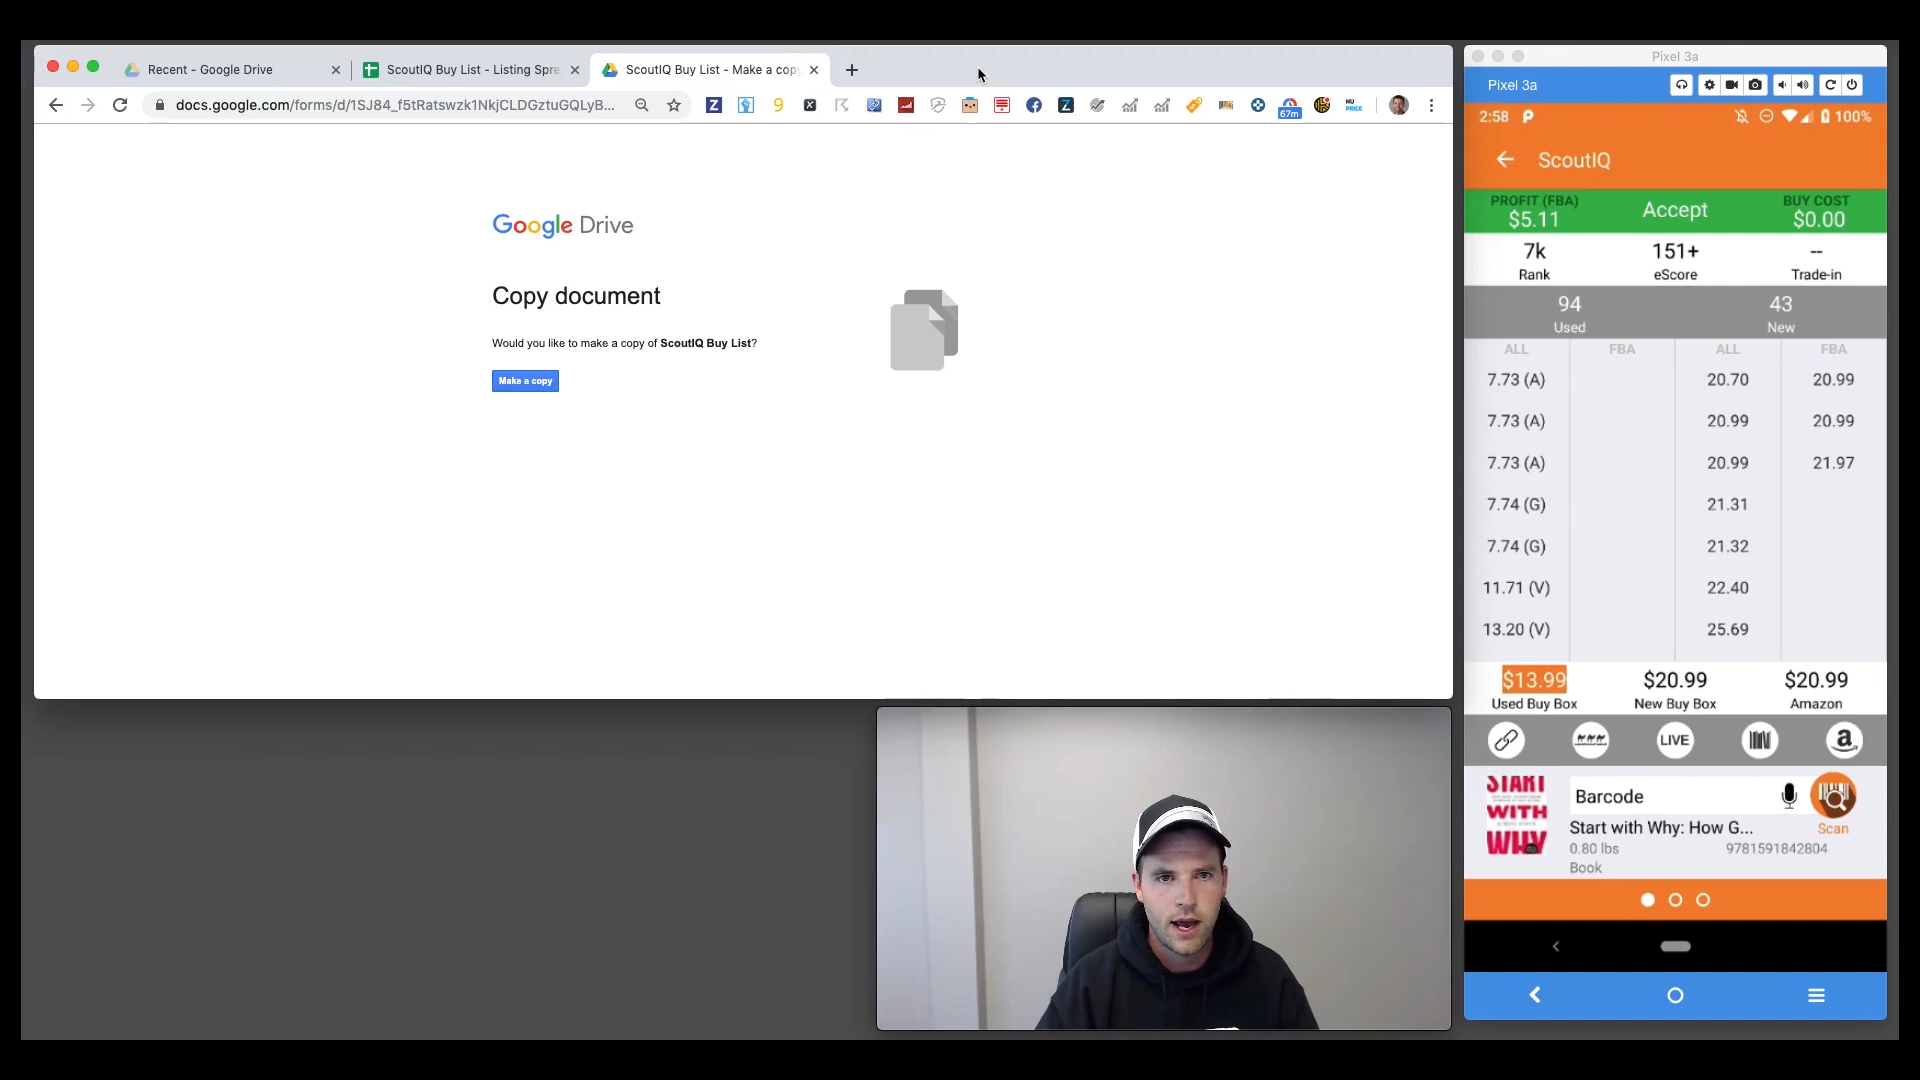 Recent - Google Drive
ScoutIQ Buy List - Listing Spre
ScoutIQ Buy List - Make a copy
docs.google.com/forms/d/1SJ84_f5tRatswzk1NkjCLDGztuGQLyB...
67m
NU
PRICE
Google Drive
Copy document
Would you like to make a copy of ScoutIQ Buy List?
Make a copy
Pixel 3a
Pixel 3a
2:58
100%
ScoutIQ
PROFIT (FBA)
$5.11
Accept
BUY COST
$0.00
7k
Rank
151+
eScore
--
Trade-in
94
Used
43
New
ALL FBA ALL FBA
7.73 (A) 20.70 20.99
7.73 (A) 20.99 20.99
7.73 (A) 20.99 21.97
7.74 (G) 21.31
7.74 (G) 21.32
11.71 (V) 22.40
13.20 (V) 25.69
$13.99 $20.99 $20.99
Used Buy Box New Buy Box Amazon
LIVE
START
WITH
WHY
Barcode
Scan
Start with Why: How G...
0.80 lbs 9781591842804
Book